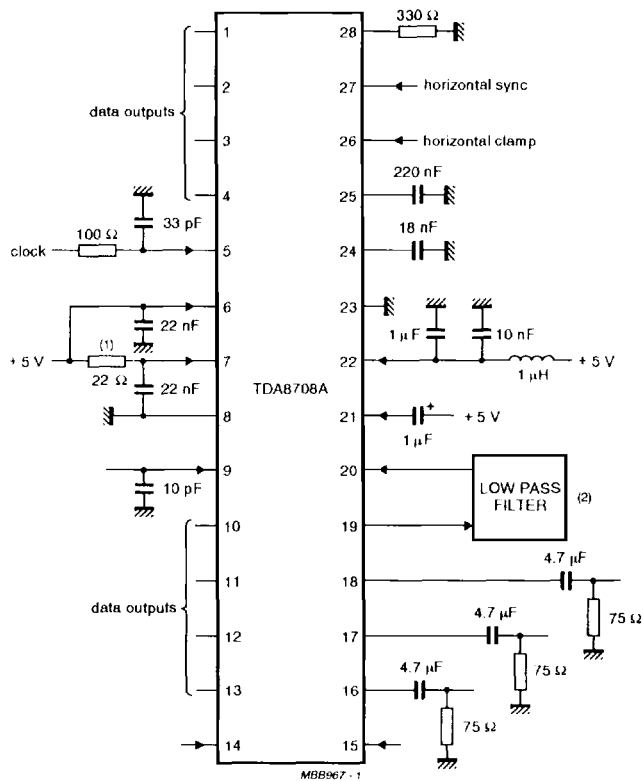 1
28
330 Ω
2
27
horizontal sync
data outputs
3
26
horizontal clamp
220 nF
4
25
33 pF
18 nF
100 Ω
clock
5
24
6
23
22 nF
1 µF
10 nF
(1)
+ 5 V
7
22
+ 5 V
22 Ω
1 µH
22 nF
TDA8708A
8
21
+
+ 5 V
1 µF
9
20
10 pF
LOW PASS
FILTER
(2)
10
19
4.7 µF
11
18
75 Ω
data outputs
4.7 µF
12
17
75 Ω
4.7 µF
13
16
75 Ω
14
15
MBB967 - 1